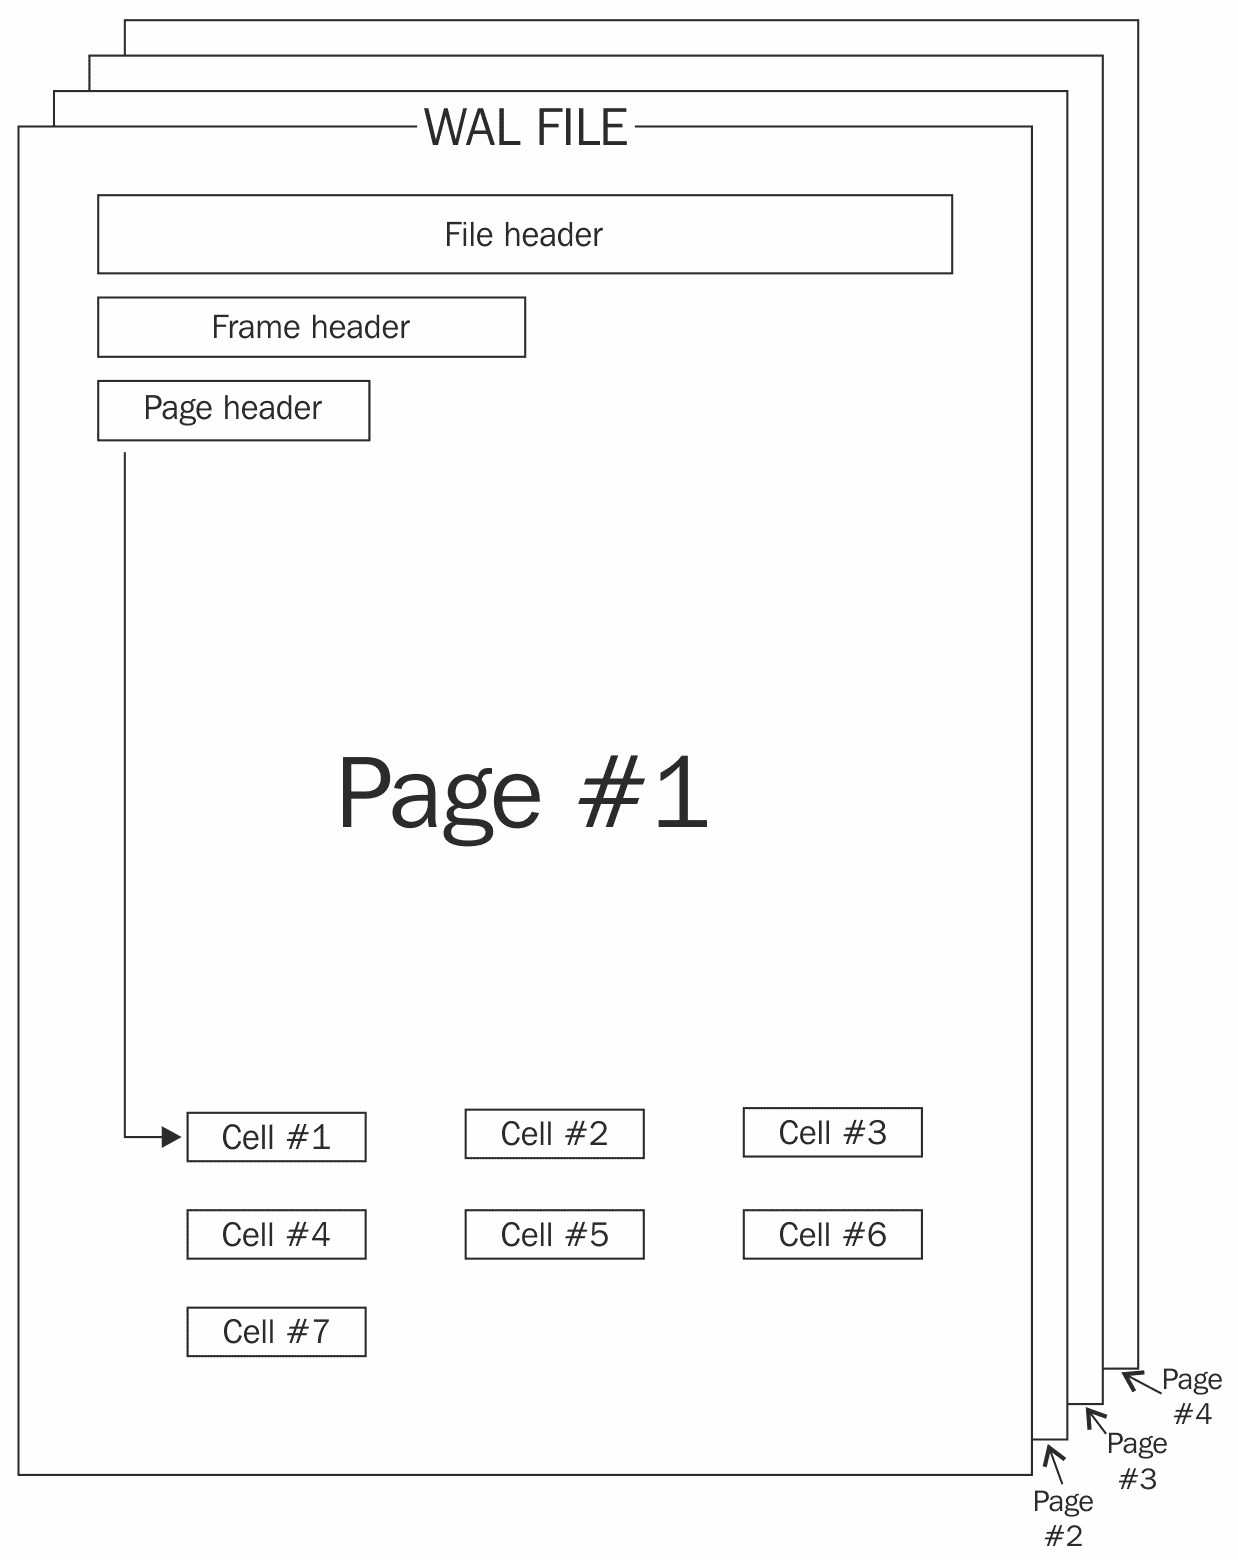 WAL FILE
File header
Frame header
Page header
Page #1
Cell #1
Cell #2
Cell #3
Cell #4
Cell #5
Cell #6
Cell #7
Page
#4
Page
#3
Page
#2